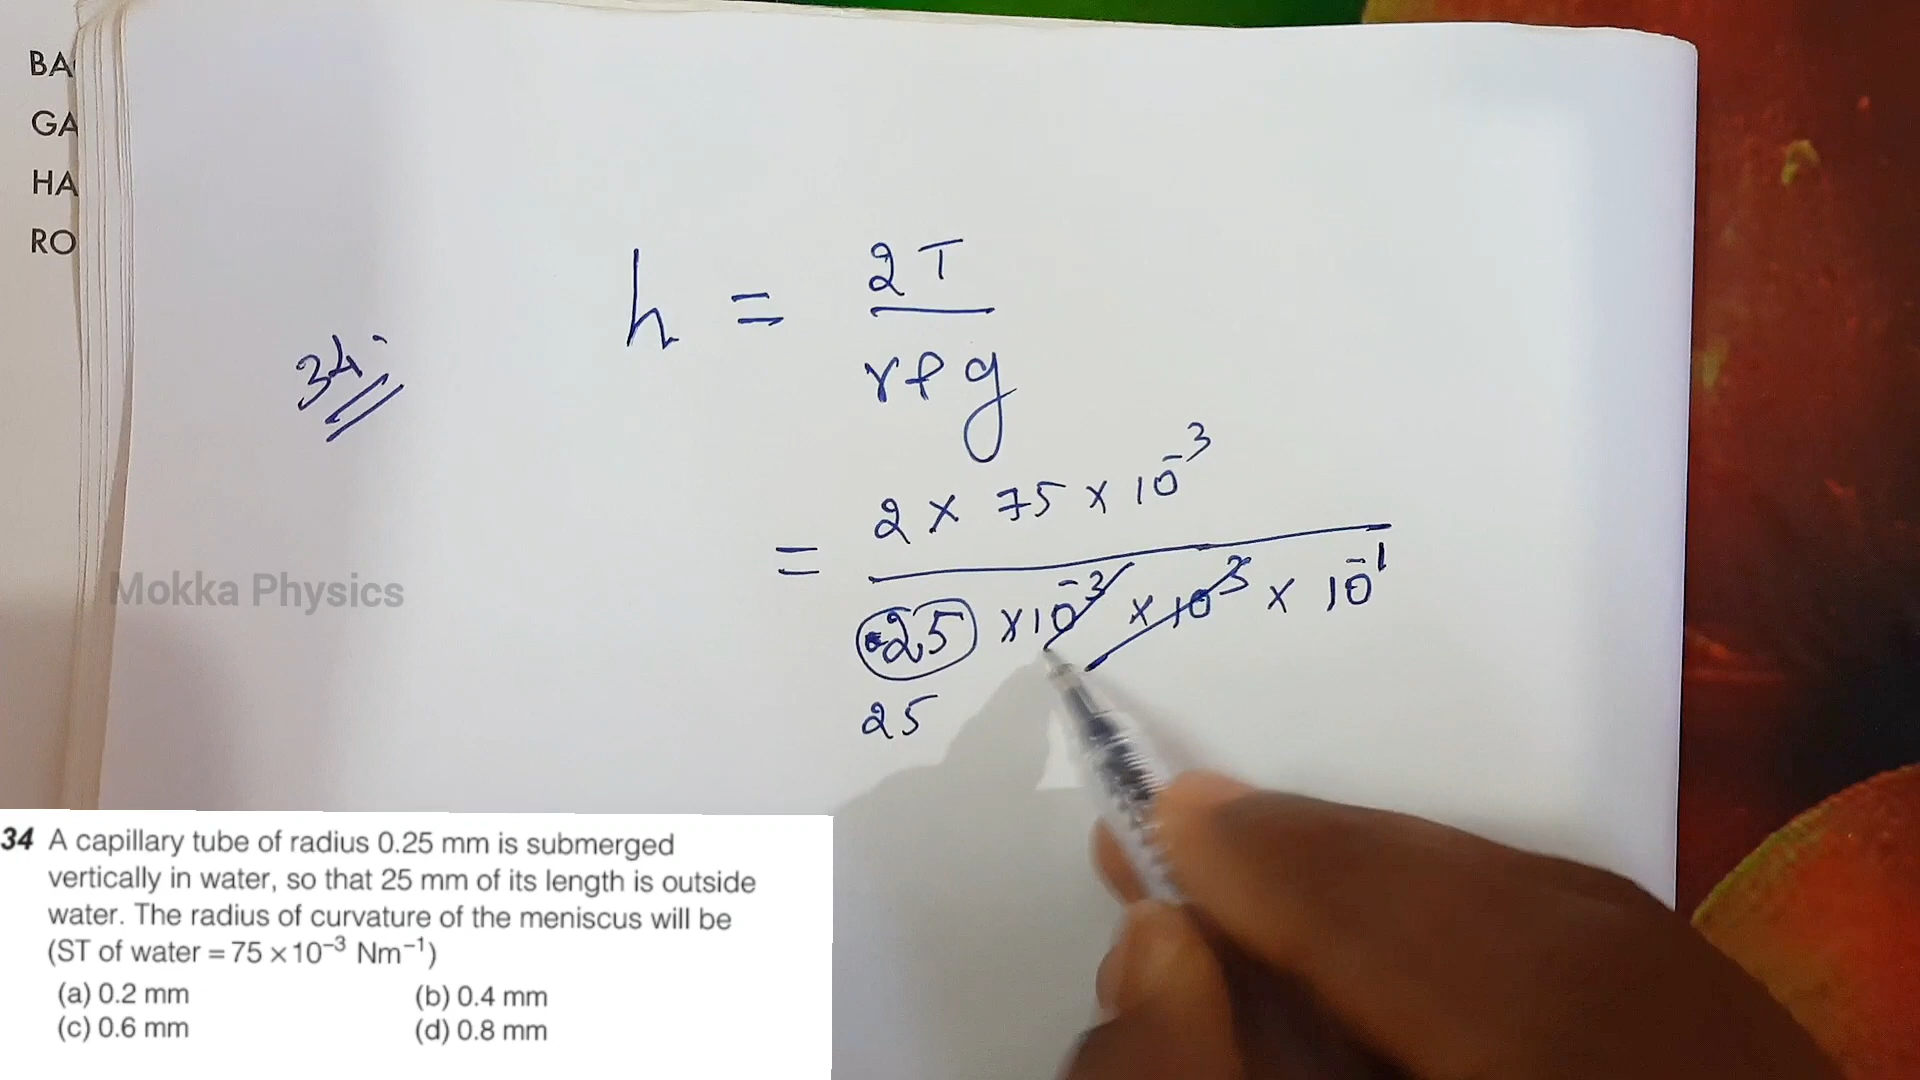 BA
GA
HA
RO
34.
h = 2T / rρg
= 2 × 75 × 10⁻³ / .25 × 10⁻³ × 10³ × 10⁻¹
25
Mokka Physics
34 A capillary tube of radius 0.25 mm is submerged
vertically in water, so that 25 mm of its length is outside
water. The radius of curvature of the meniscus will be
(ST of water = 75 × 10⁻³ Nm⁻¹)
(a) 0.2 mm (b) 0.4 mm
(c) 0.6 mm (d) 0.8 mm